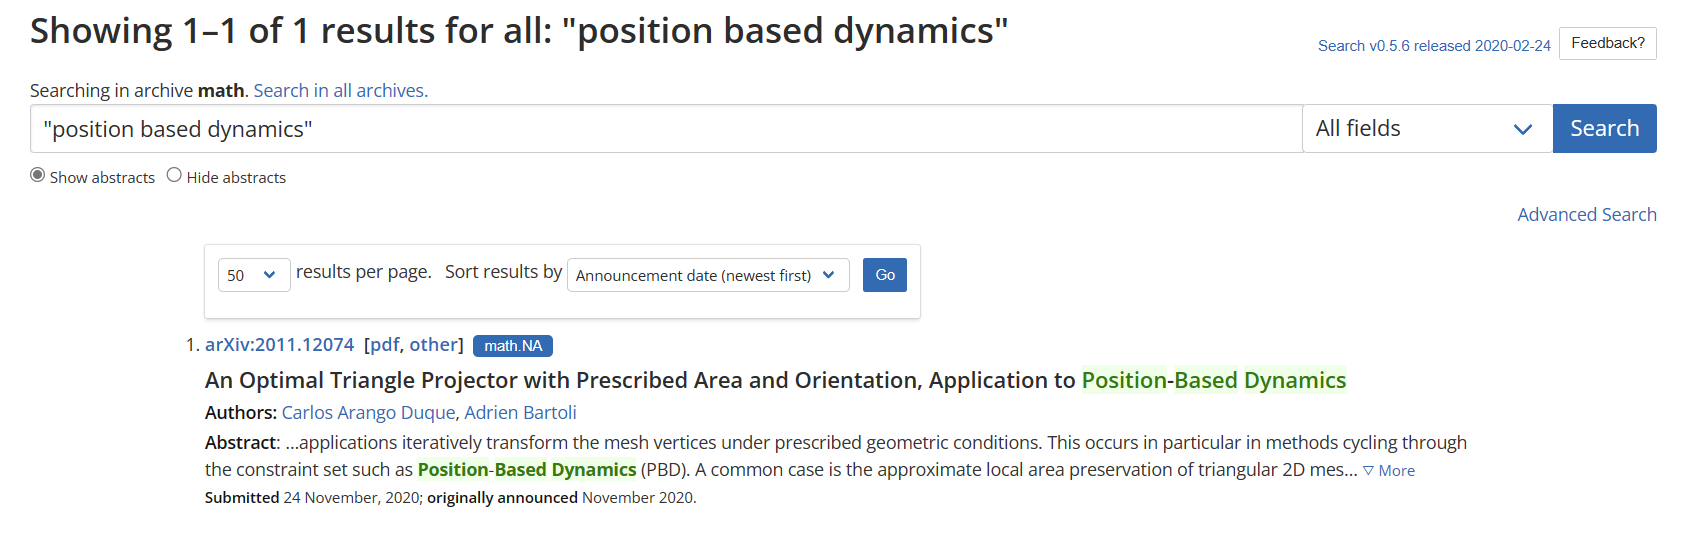 Showing 1–1 of 1 results for all: "position based dynamics"
Search v0.5.6 released 2020-02-24 Feedback?
Searching in archive math. Search in all archives.
"position based dynamics" All fields Search
Show abstracts Hide abstracts
Advanced Search
50 results per page. Sort results by Announcement date (newest first) Go
1. arXiv:2011.12074 [pdf, other] math.NA
An Optimal Triangle Projector with Prescribed Area and Orientation, Application to Position-Based Dynamics
Authors: Carlos Arango Duque, Adrien Bartoli
Abstract: ...applications iteratively transform the mesh vertices under prescribed geometric conditions. This occurs in particular in methods cycling through
the constraint set such as Position-Based Dynamics (PBD). A common case is the approximate local area preservation of triangular 2D mes... ▽ More
Submitted 24 November, 2020; originally announced November 2020.